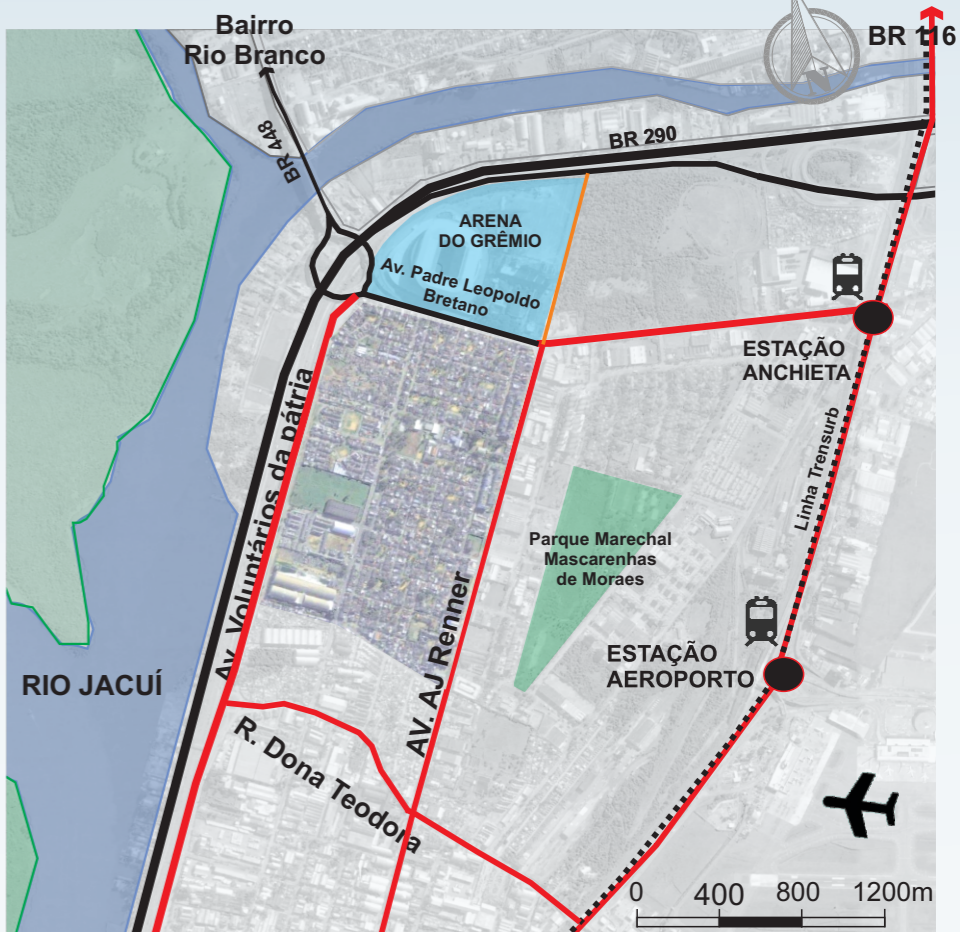 Bairro
Rio Branco
BR 116
N
BR 448
BR 290
ARENA
DO GRÊMIO
Av. Padre Leopoldo
Bretano
ESTAÇÃO
ANCHIETA
Av. Voluntários da pátria
Linha Trensurb
Parque Marechal
Mascarenhas
de Moraes
AV. AJ Renner
ESTAÇÃO
AEROPORTO
RIO JACUÍ
R. Dona Teodora
0 400 800 1200m